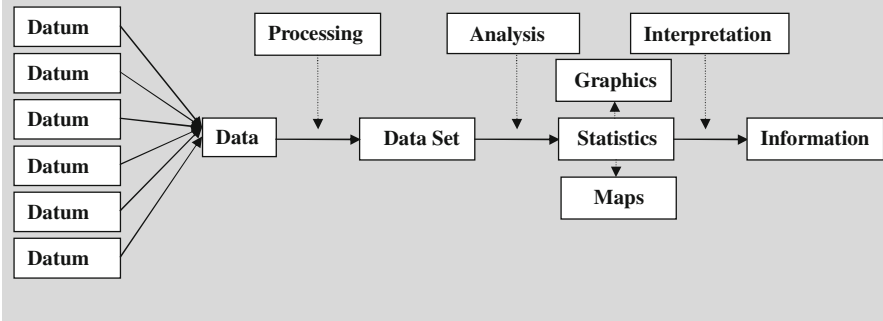 Datum
Processing
Analysis
Interpretation
Datum
Graphics
Datum
Data
Data Set
Statistics
Information
Datum
Maps
Datum
Datum